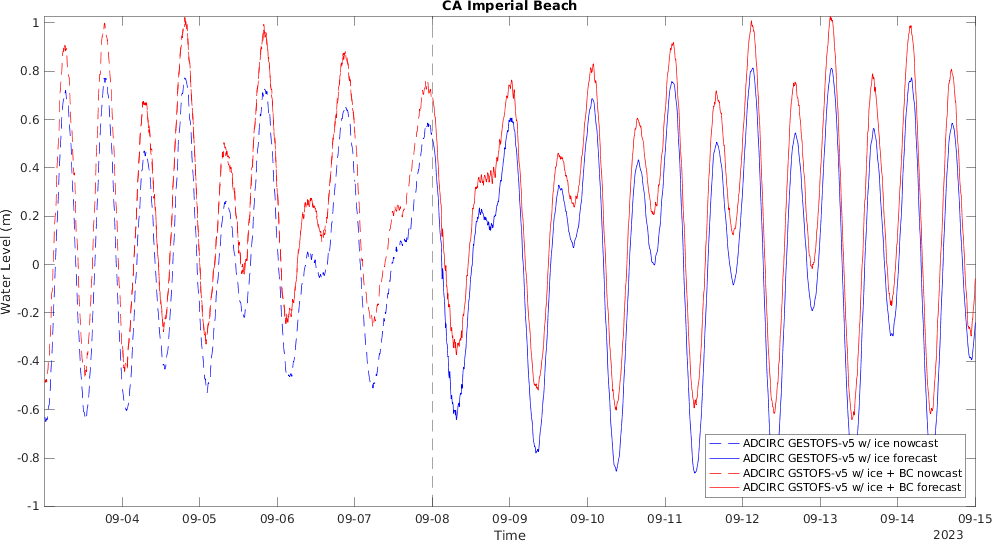 CA Imperial Beach
1
0.8
0.6
0.4
0.2
0
-0.2
-0.4
-0.6
-0.8
-1
Water Level (m)
ADCIRC GESTOFS-v5 w/ ice nowcast
ADCIRC GESTOFS-v5 w/ ice forecast
ADCIRC GSTOFS-v5 w/ ice + BC nowcast
ADCIRC GSTOFS-v5 w/ ice + BC forecast
09-04 09-05 09-06 09-07 09-08 09-09 09-10 09-11 09-12 09-13 09-14 09-15
Time
2023